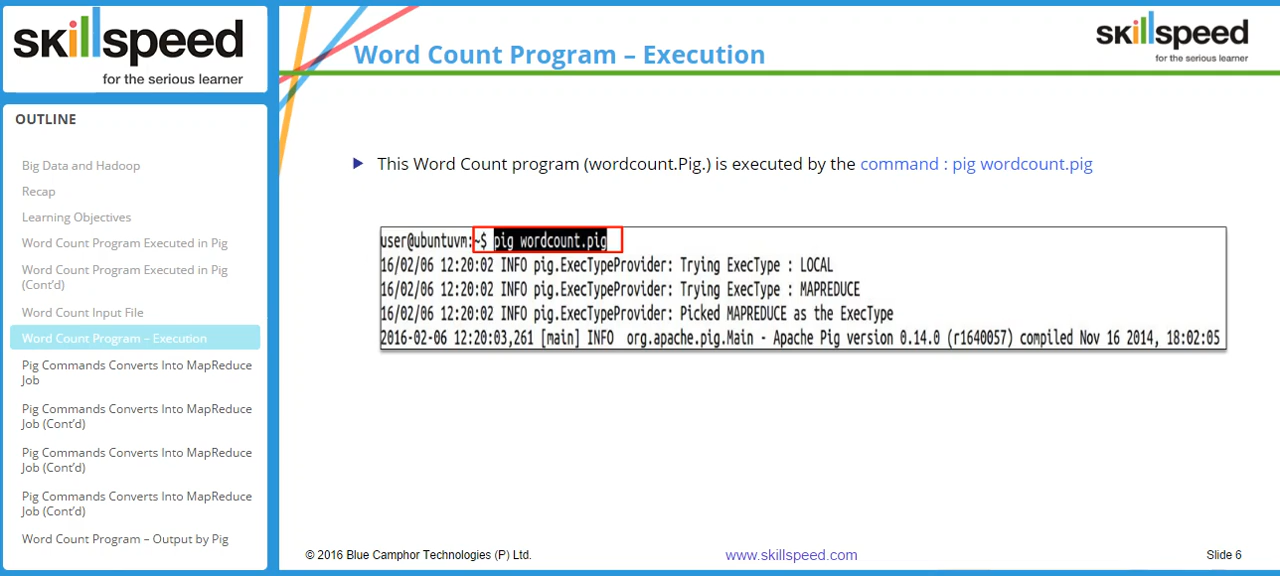 skillspeed
for the serious learner
OUTLINE
Big Data and Hadoop
Recap
Learning Objectives
Word Count Program Executed in Pig
Word Count Program Executed in Pig
(Cont'd)
Word Count Input File
Word Count Program – Execution
Pig Commands Converts Into MapReduce
Job
Pig Commands Converts Into MapReduce
Job (Cont'd)
Pig Commands Converts Into MapReduce
Job (Cont'd)
Pig Commands Converts Into MapReduce
Job (Cont'd)
Word Count Program – Output by Pig
Word Count Program – Execution
skillspeed
for the serious learner
This Word Count program (wordcount.Pig.) is executed by the command : pig wordcount.pig
user@ubuntuvm:~$ pig wordcount.pig
16/02/06 12:20:02 INFO pig.ExecTypeProvider: Trying ExecType : LOCAL
16/02/06 12:20:02 INFO pig.ExecTypeProvider: Trying ExecType : MAPREDUCE
16/02/06 12:20:02 INFO pig.ExecTypeProvider: Picked MAPREDUCE as the ExecType
2016-02-06 12:20:03,261 [main] INFO  org.apache.pig.Main - Apache Pig version 0.14.0 (r1640057) compiled Nov 16 2014, 18:02:05
© 2016 Blue Camphor Technologies (P) Ltd.
www.skillspeed.com
Slide 6